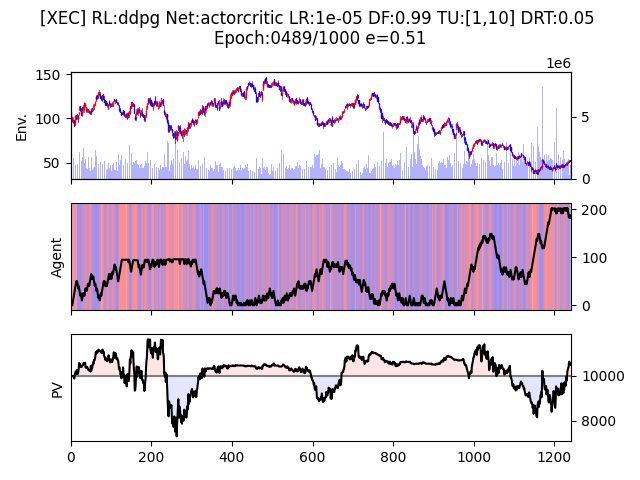 [XEC] RL:ddpg Net:actorcritic LR:1e-05 DF:0.99 TU:[1,10] DRT:0.05
Epoch:0489/1000 e=0.51
1e6
150
100
50
Env.
5
0
Agent
200
100
0
PV
10000
8000
0 200 400 600 800 1000 1200